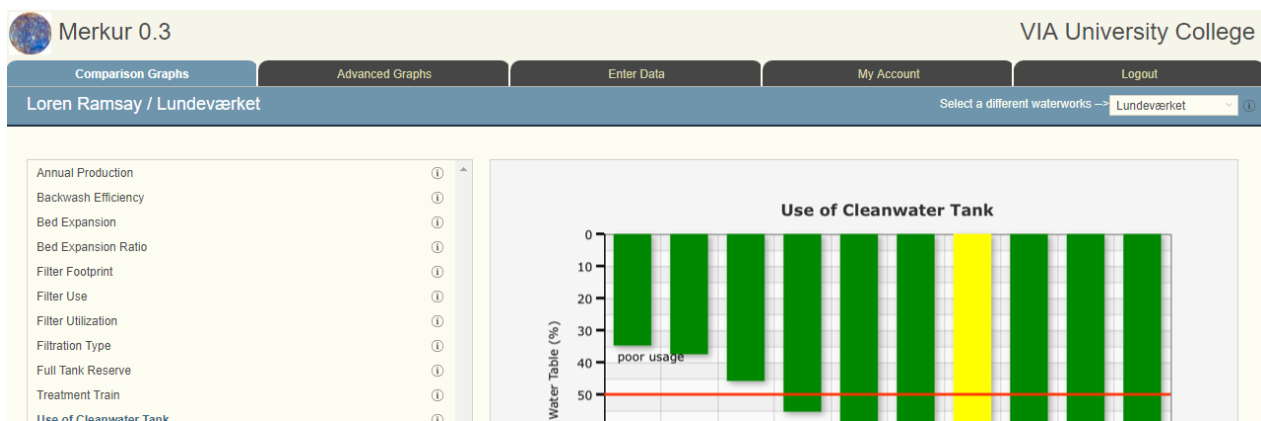 Merkur 0.3
VIA University College
Comparison Graphs
Advanced Graphs
Enter Data
My Account
Logout
Loren Ramsay / Lundeværket
Select a different waterworks --> Lundeværket
Annual Production
Backwash Efficiency
Bed Expansion
Bed Expansion Ratio
Filter Footprint
Filter Use
Filter Utilization
Filtration Type
Full Tank Reserve
Treatment Train
Use of Cleanwater Tank
Use of Cleanwater Tank
0
10
20
30
40
50
Water Table (%)
poor usage